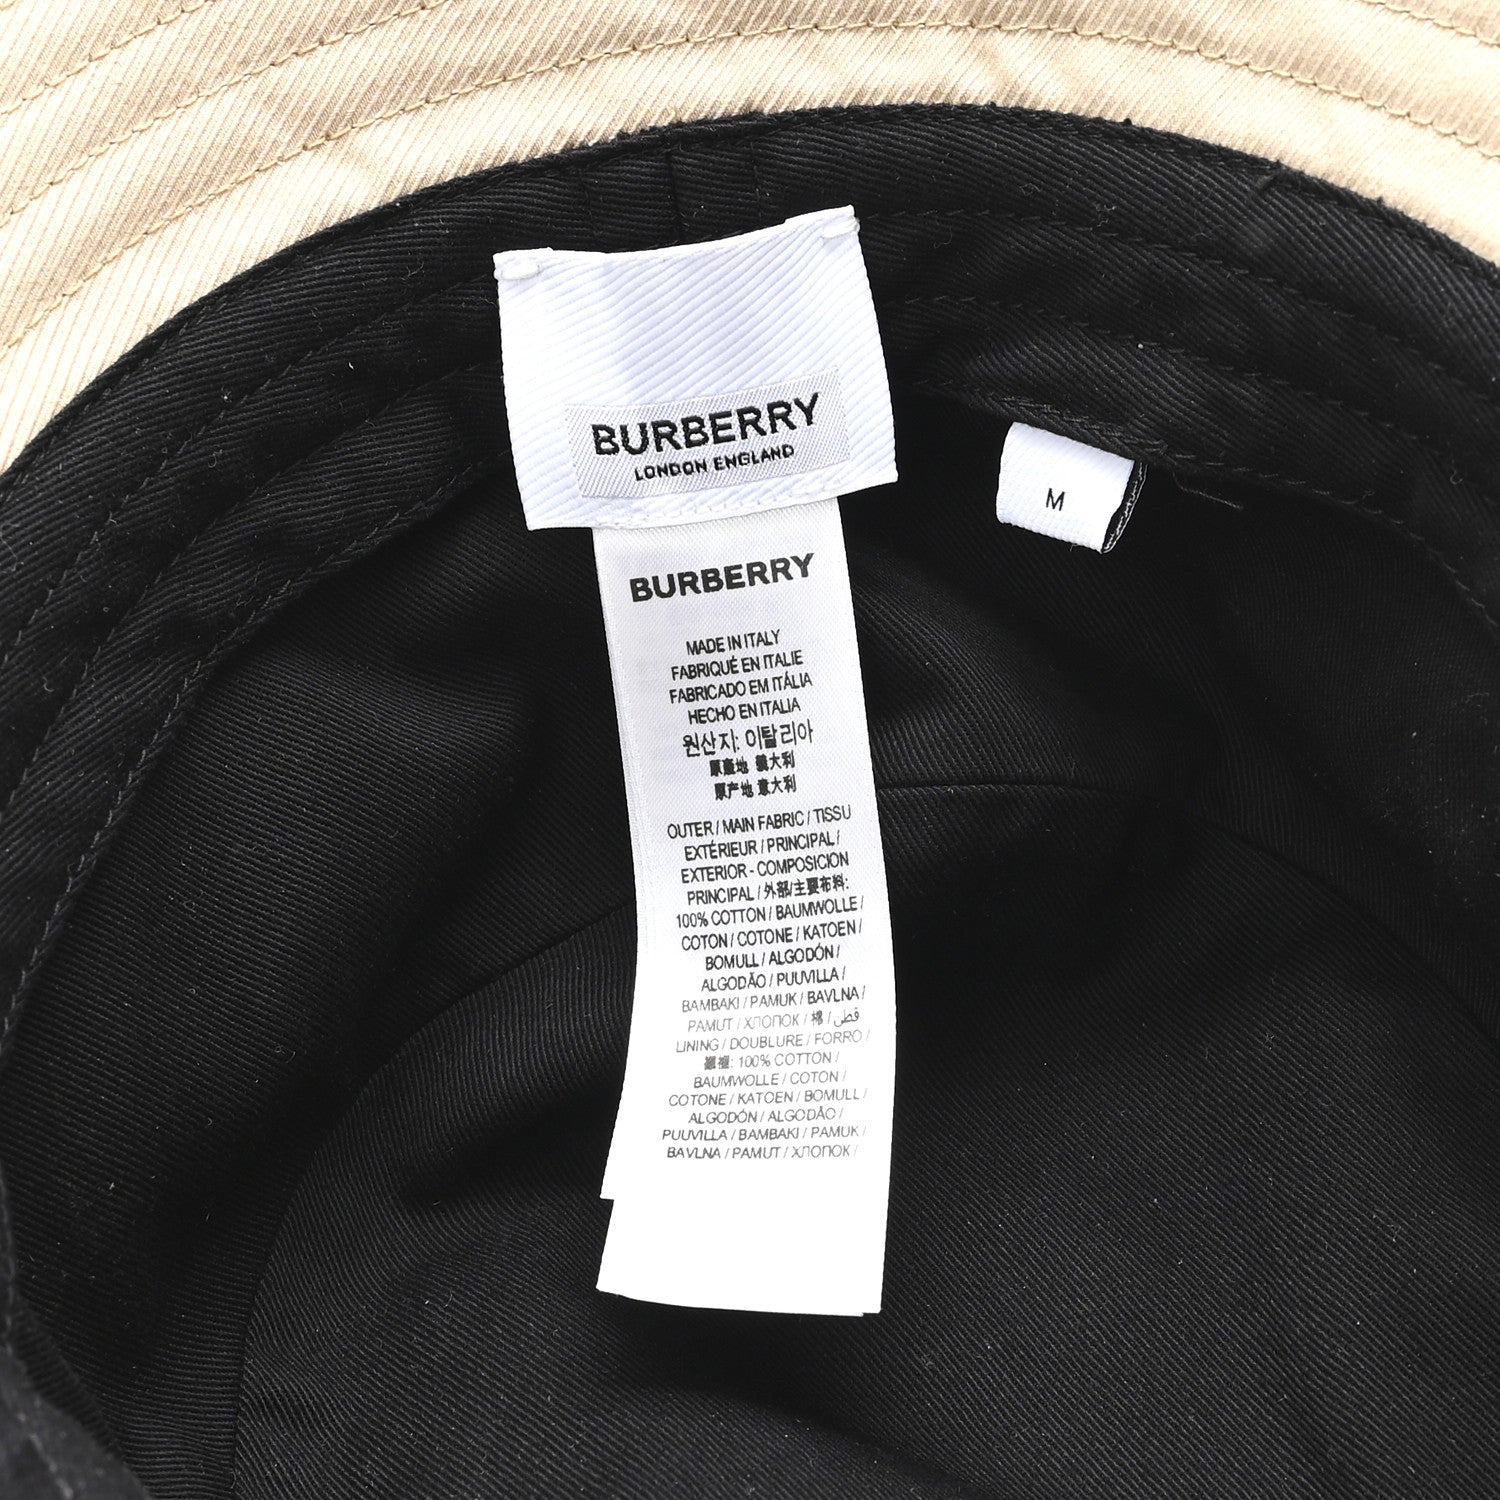 BURBERRY
LONDON ENGLAND
M
BURBERRY
MADE IN ITALY
FABRIQUÉ EN ITALIE
FABRICADO EM ITÁLIA
HECHO EN ITALIA
원산지: 이탈리아
原產地 義大利
原产地 意大利
OUTER / MAIN FABRIC / TISSU
EXTÉRIEUR / PRINCIPAL /
EXTERIOR - COMPOSICION
PRINCIPAL / 外部/主要布料:
100% COTTON / BAUMWOLLE /
COTON / COTONE / KATOEN /
BOMULL / ALGODÓN /
ALGODÃO / PUUVILLA /
BAMBAKI / PAMUK / BAVLNA /
PAMUT / ХЛОПОК / 棉 / قطن
LINING / DOUBLURE / FORRO /
裏裡: 100% COTTON /
BAUMWOLLE / COTON /
COTONE / KATOEN / BOMULL /
ALGODÓN / ALGODÃO /
PUUVILLA / BAMBAKI / PAMUK /
BAVLNA / PAMUT / ХЛОПОК /